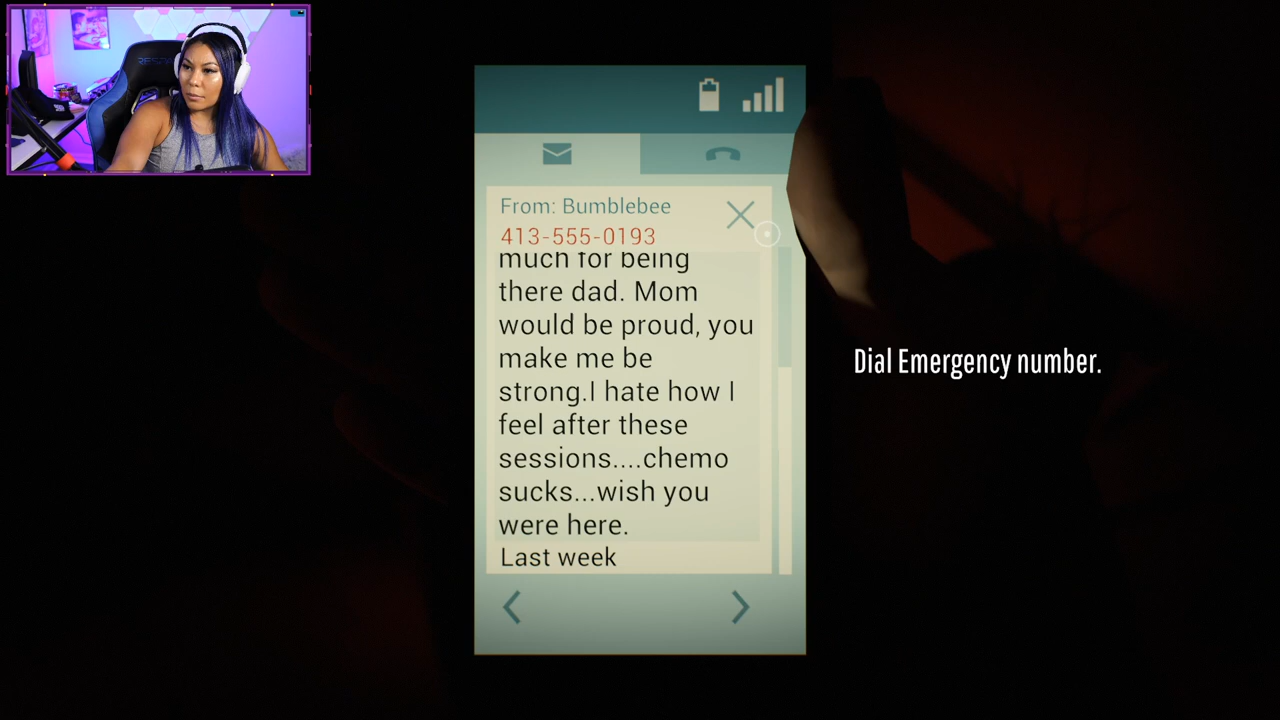 From: Bumblebee
413-555-0193
much for being
there dad. Mom
would be proud, you
make me be
strong.I hate how I
feel after these
sessions....chemo
sucks...wish you
were here.
Last week
Dial Emergency number.